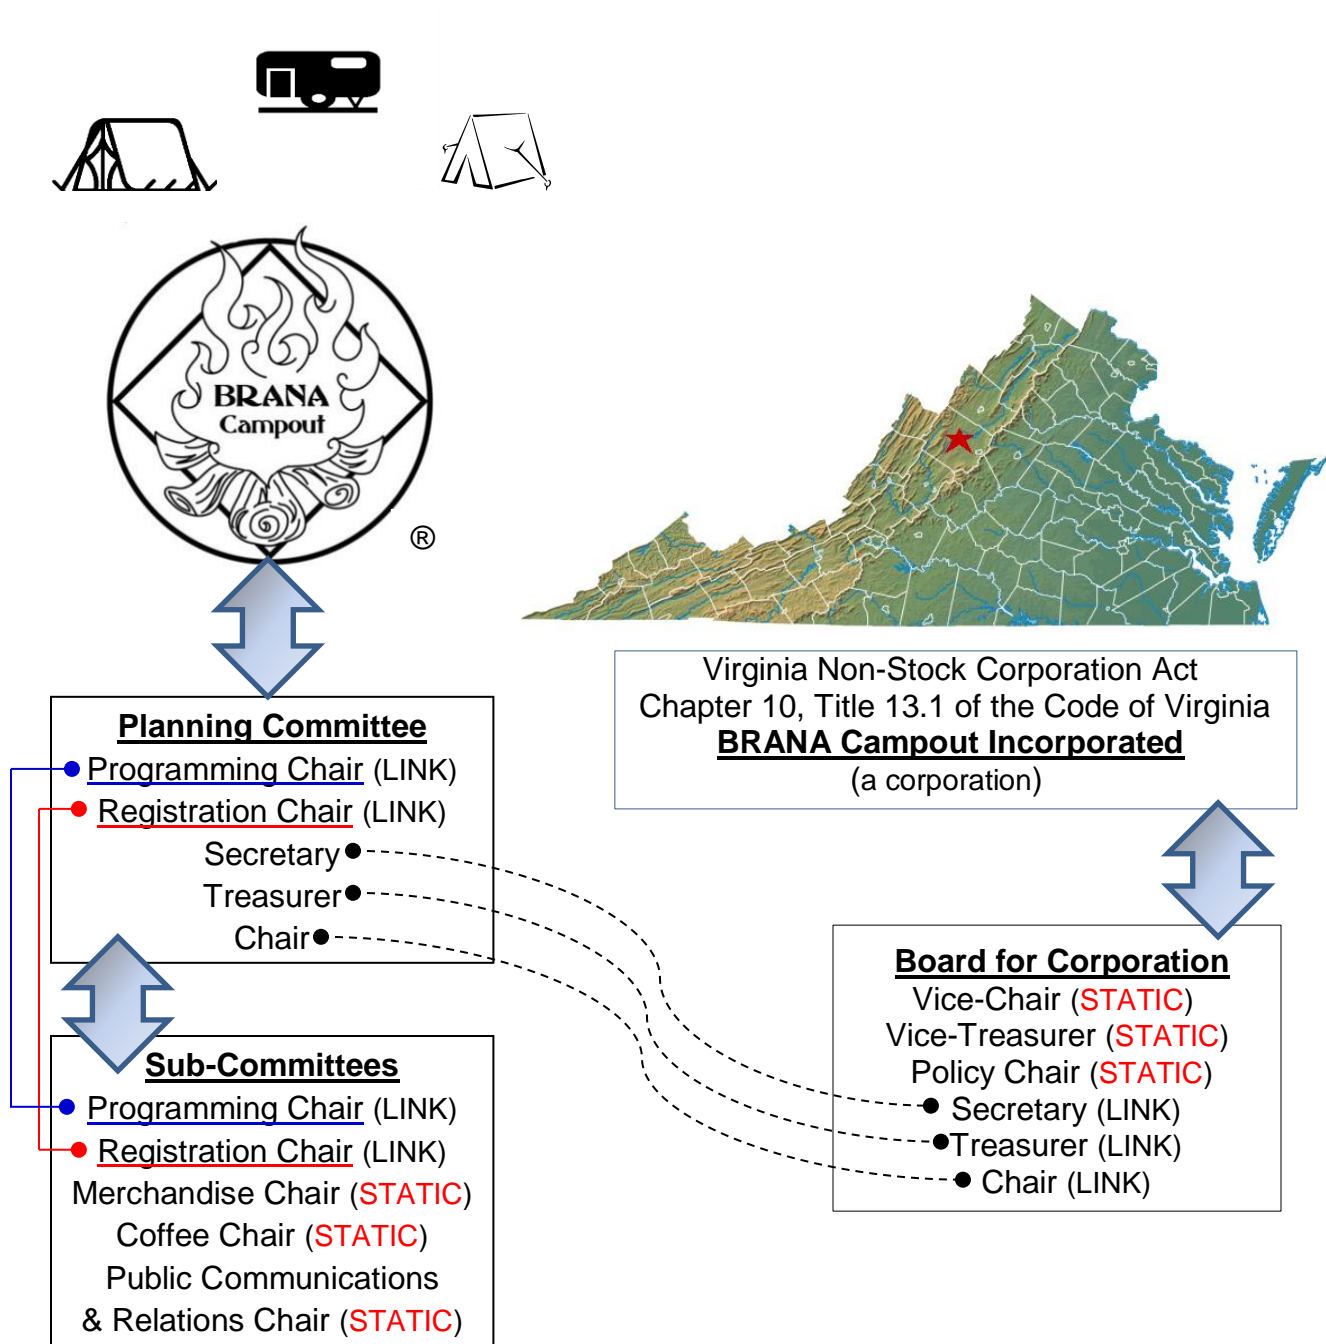 BRANA
Campout
®
Virginia Non-Stock Corporation Act
Chapter 10, Title 13.1 of the Code of Virginia
BRANA Campout Incorporated
(a corporation)
Planning Committee
Programming Chair (LINK)
Registration Chair (LINK)
Secretary
Treasurer
Chair
Board for Corporation
Vice-Chair (STATIC)
Vice-Treasurer (STATIC)
Policy Chair (STATIC)
Secretary (LINK)
Treasurer (LINK)
Chair (LINK)
Sub-Committees
Programming Chair (LINK)
Registration Chair (LINK)
Merchandise Chair (STATIC)
Coffee Chair (STATIC)
Public Communications
& Relations Chair (STATIC)